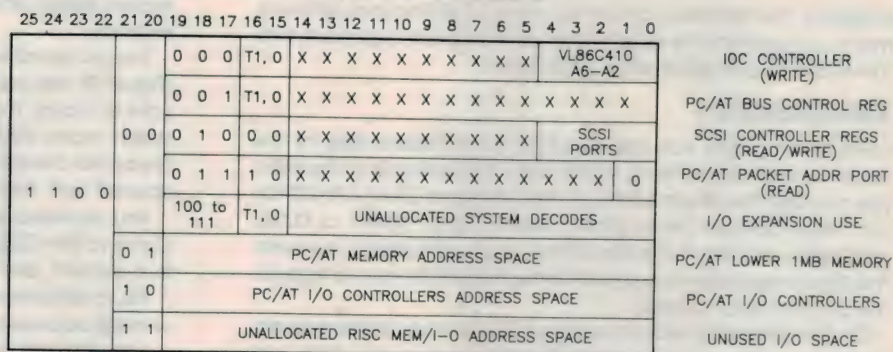 25 24 23 22 21 20 19 18 17 16 15 14 13 12 11 10 9 8 7 6 5 4 3 2 1 0
0 0 0 T1, 0 X X X X X X X X X X VL86C410 A6–A2 IOC CONTROLLER (WRITE)
0 0 1 T1, 0 X X X X X X X X X X X X X X PC/AT BUS CONTROL REG
0 0 0 1 0 0 0 X X X X X X X X X X SCSI PORTS SCSI CONTROLLER REGS (READ/WRITE)
0 1 1 1 0 X X X X X X X X X X X X X 0 PC/AT PACKET ADDR PORT (READ)
1 1 0 0
100 to 111 T1, 0 UNALLOCATED SYSTEM DECODES I/O EXPANSION USE
0 1 PC/AT MEMORY ADDRESS SPACE PC/AT LOWER 1MB MEMORY
1 0 PC/AT I/O CONTROLLERS ADDRESS SPACE PC/AT I/O CONTROLLERS
1 1 UNALLOCATED RISC MEM/I-O ADDRESS SPACE UNUSED I/O SPACE